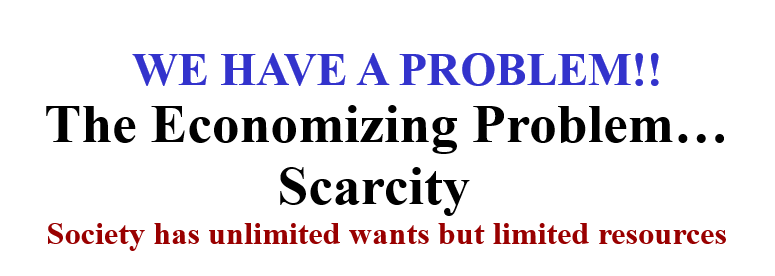 WE HAVE A PROBLEM!!
The Economizing Problem…
Scarcity
Society has unlimited wants but limited resources